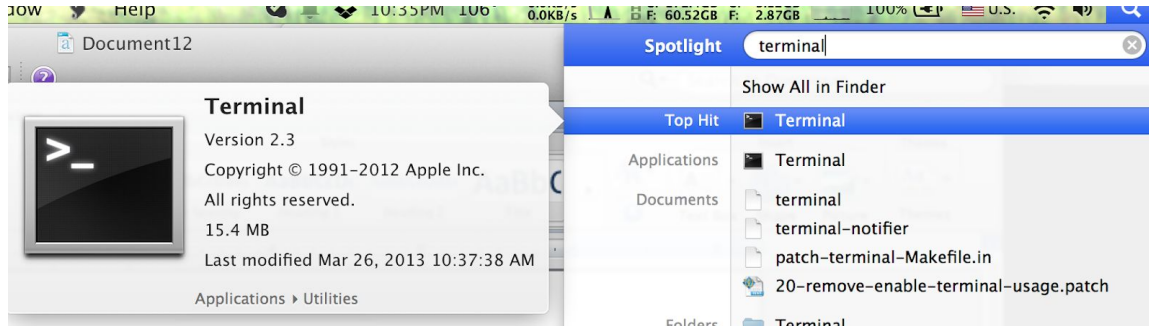 dow Help 10:35PM 106° 0.0KB/s F: 60.52GB F: 2.87GB 100% U.S.
Document12
Spotlight terminal
Show All in Finder
Top Hit Terminal
Applications Terminal
Documents terminal
terminal-notifier
patch-terminal-Makefile.in
20-remove-enable-terminal-usage.patch
Folders Terminal
Terminal
Version 2.3
Copyright © 1991-2012 Apple Inc.
All rights reserved.
15.4 MB
Last modified Mar 26, 2013 10:37:38 AM
Applications ▸ Utilities